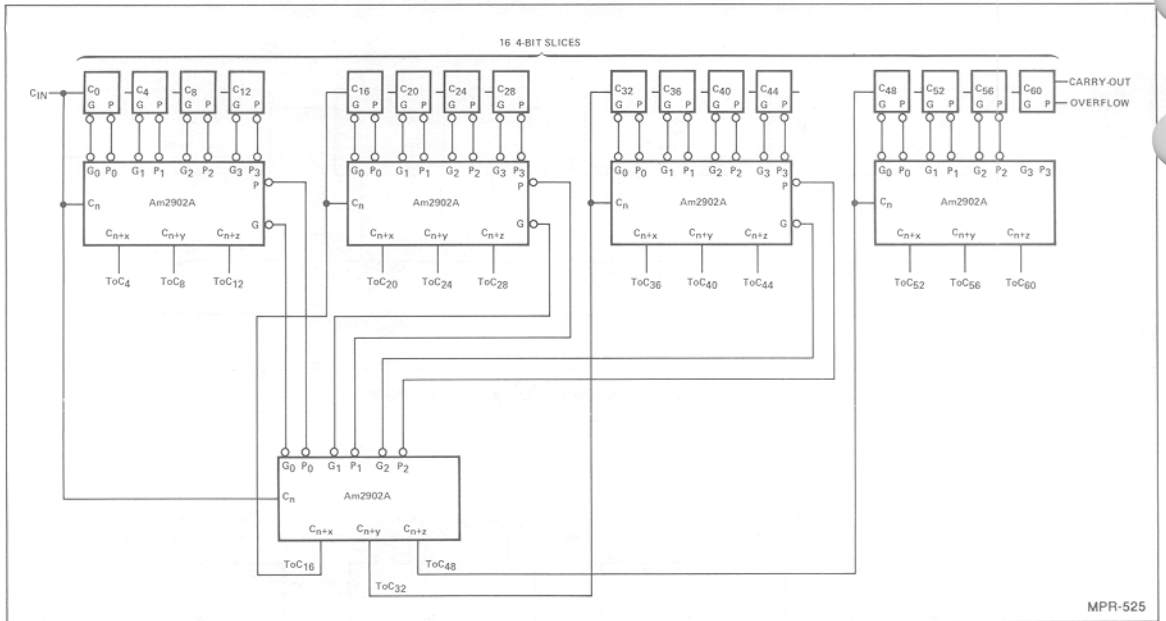 16 4-BIT SLICES
CIN
C0 C4 C8 C12 C16 C20 C24 C28 C32 C36 C40 C44 C48 C52 C56 C60
CARRY-OUT
G P G P G P G P G P G P G P G P G P G P G P G P G P G P G P G P
OVERFLOW
G0 P0 G1 P1 G2 P2 G3 P3 G0 P0 G1 P1 G2 P2 G3 P3 G0 P0 G1 P1 G2 P2 G3 P3 G0 P0 G1 P1 G2 P2 G3 P3
P P P
Cn Am2902A Cn Am2902A Cn Am2902A Cn Am2902A
G G G
Cn+x Cn+y Cn+z Cn+x Cn+y Cn+z Cn+x Cn+y Cn+z Cn+x Cn+y Cn+z
ToC4 ToC8 ToC12 ToC20 ToC24 ToC28 ToC36 ToC40 ToC44 ToC52 ToC56 ToC60
G0 P0 G1 P1 G2 P2
Cn Am2902A
Cn+x Cn+y Cn+z
ToC16 ToC48
ToC32
MPR-525